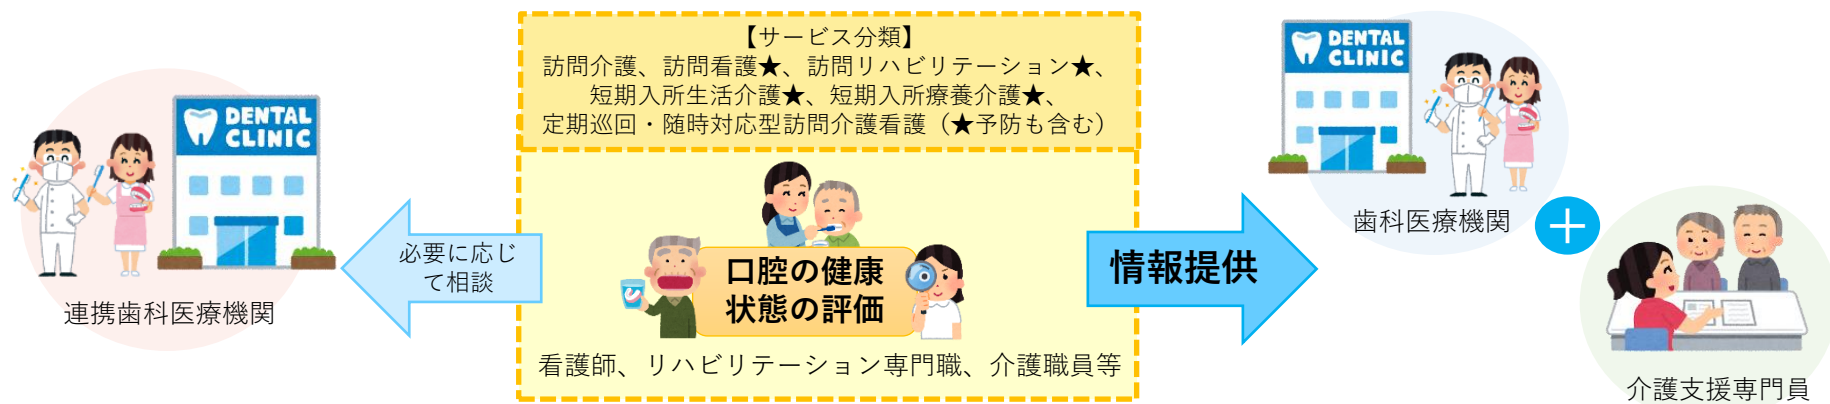 DENTAL
CLINIC
連携歯科医療機関
必要に応じ
て相談
【サービス分類】
訪問介護、訪問看護★、訪問リハビリテーション★、
短期入所生活介護★、短期入所療養介護★、
定期巡回・随時対応型訪問介護看護（★予防も含む）
口腔の健康
状態の評価
看護師、リハビリテーション専門職、介護職員等
情報提供
DENTAL
CLINIC
歯科医療機関
＋
介護支援専門員